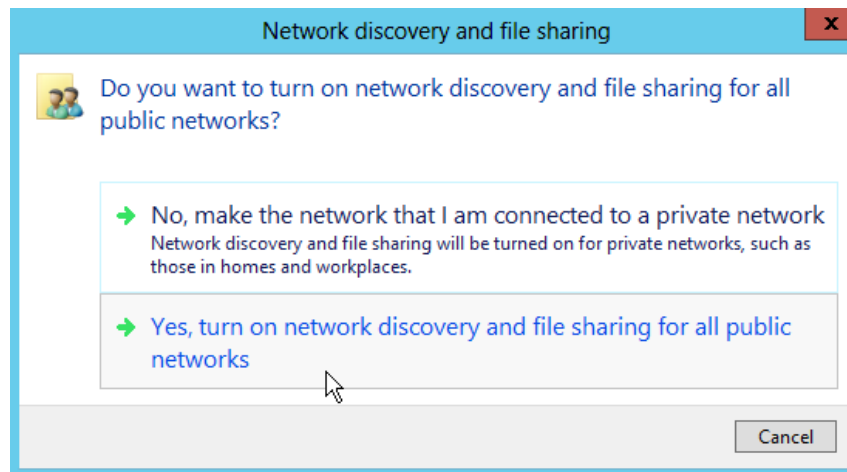 Network discovery and file sharing
x
Do you want to turn on network discovery and file sharing for all
public networks?
No, make the network that I am connected to a private network
Network discovery and file sharing will be turned on for private networks, such as
those in homes and workplaces.
Yes, turn on network discovery and file sharing for all public
networks
Cancel